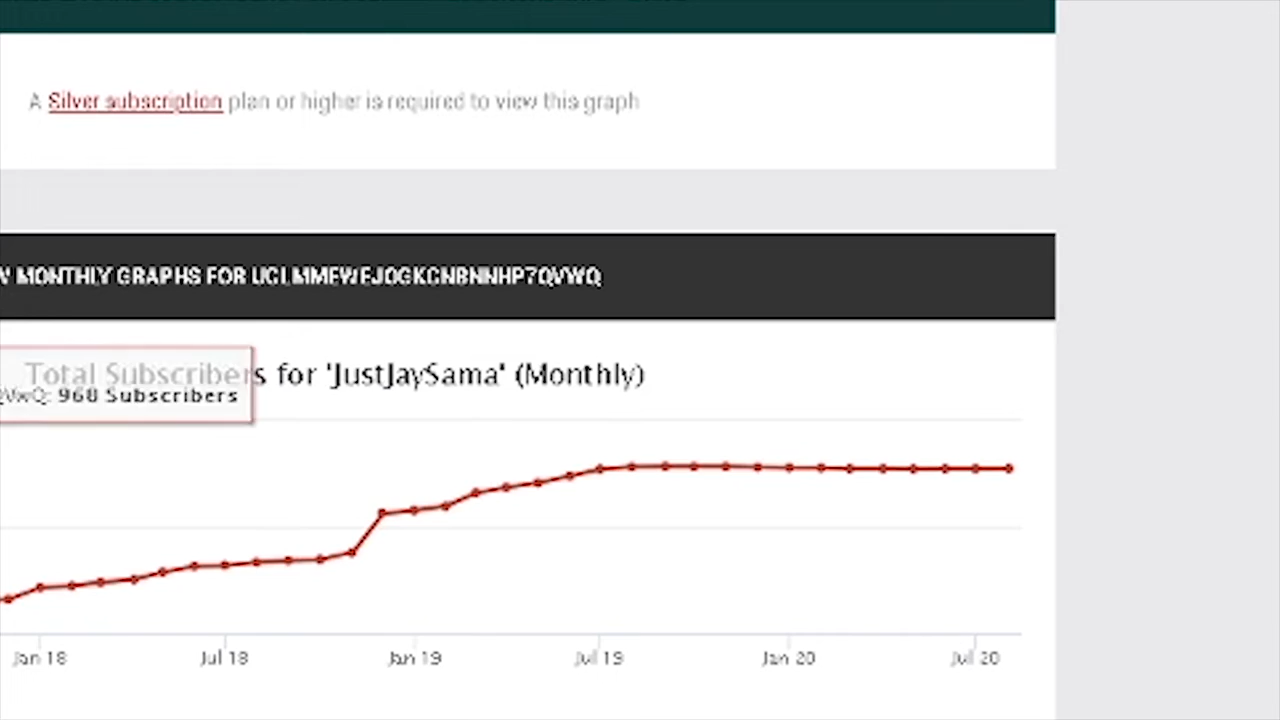 A Silver subscription plan or higher is required to view this graph
MONTHLY GRAPHS FOR
Total Subscribers for 'JustJaySama' (Monthly)
968 Subscribers
Jan 18 Jul 18 Jan 19 Jul 19 Jan 20 Jul 20